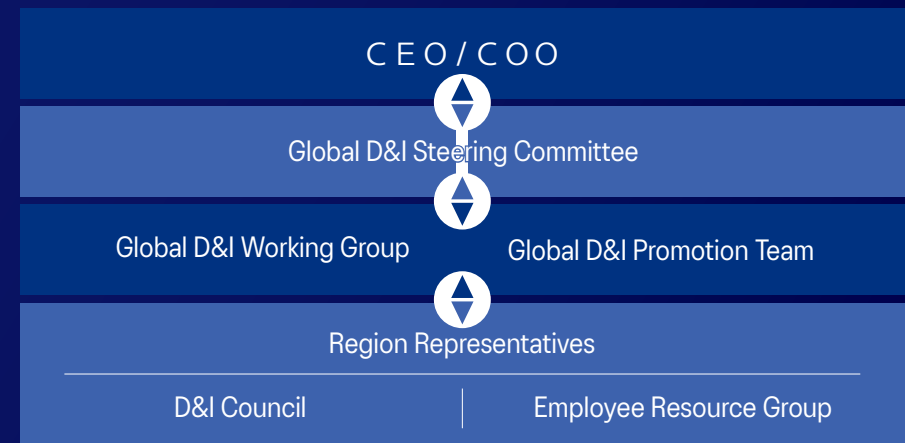 CEO/COO
Global D&I Steering Committee
Global D&I Working Group
Global D&I Promotion Team
Region Representatives
D&I Council
Employee Resource Group